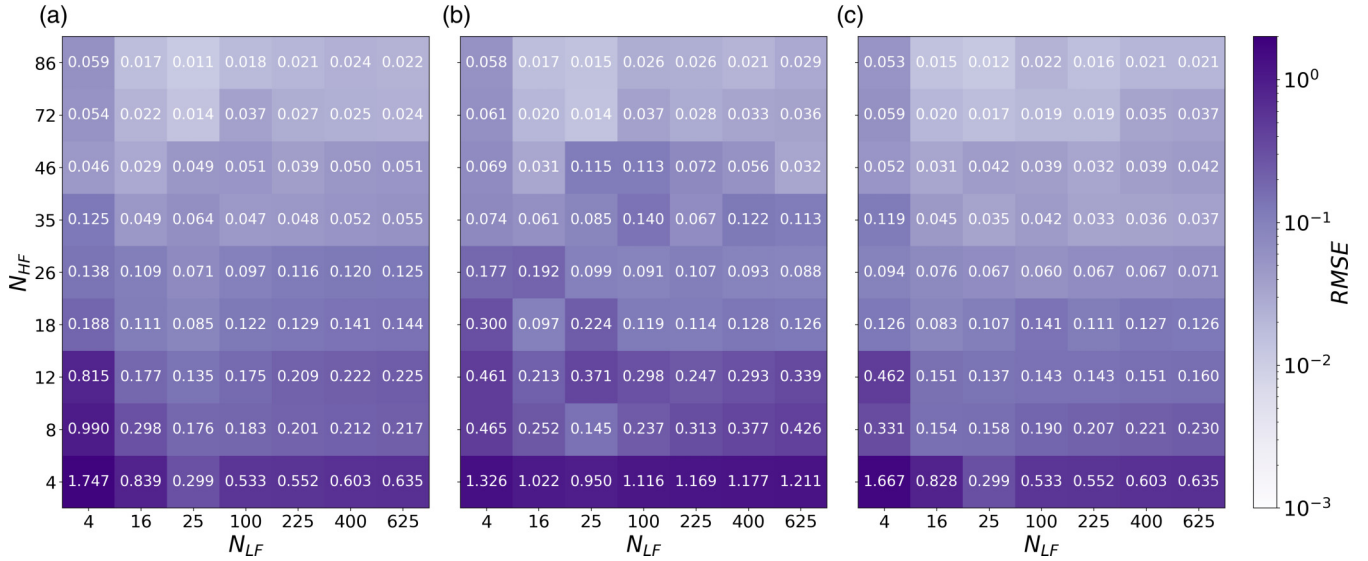 (a) (b) (c)
86 0.059 0.017 0.011 0.018 0.021 0.024 0.022 0.058 0.017 0.015 0.026 0.026 0.021 0.029 0.053 0.015 0.012 0.022 0.016 0.021 0.021
10⁰
72 0.054 0.022 0.014 0.037 0.027 0.025 0.024 0.061 0.020 0.014 0.037 0.028 0.033 0.036 0.059 0.020 0.017 0.019 0.019 0.035 0.037
46 0.046 0.029 0.049 0.051 0.039 0.050 0.051 0.069 0.031 0.115 0.113 0.072 0.056 0.032 0.052 0.031 0.042 0.039 0.032 0.039 0.042
35 0.125 0.049 0.064 0.047 0.048 0.052 0.055 0.074 0.061 0.085 0.140 0.067 0.122 0.113 0.119 0.045 0.035 0.042 0.033 0.036 0.037
10⁻¹
N_HF
26 0.138 0.109 0.071 0.097 0.116 0.120 0.125 0.177 0.192 0.099 0.091 0.107 0.093 0.088 0.094 0.076 0.067 0.060 0.067 0.067 0.071
RMSE
18 0.188 0.111 0.085 0.122 0.129 0.141 0.144 0.300 0.097 0.224 0.119 0.114 0.128 0.126 0.126 0.083 0.107 0.141 0.111 0.127 0.126
10⁻²
12 0.815 0.177 0.135 0.175 0.209 0.222 0.225 0.461 0.213 0.371 0.298 0.247 0.293 0.339 0.462 0.151 0.137 0.143 0.143 0.151 0.160
8 0.990 0.298 0.176 0.183 0.201 0.212 0.217 0.465 0.252 0.145 0.237 0.313 0.377 0.426 0.331 0.154 0.158 0.190 0.207 0.221 0.230
4 1.747 0.839 0.299 0.533 0.552 0.603 0.635 1.326 1.022 0.950 1.116 1.169 1.177 1.211 1.667 0.828 0.299 0.533 0.552 0.603 0.635
10⁻³
4 16 25 100 225 400 625 4 16 25 100 225 400 625 4 16 25 100 225 400 625
N_LF N_LF N_LF